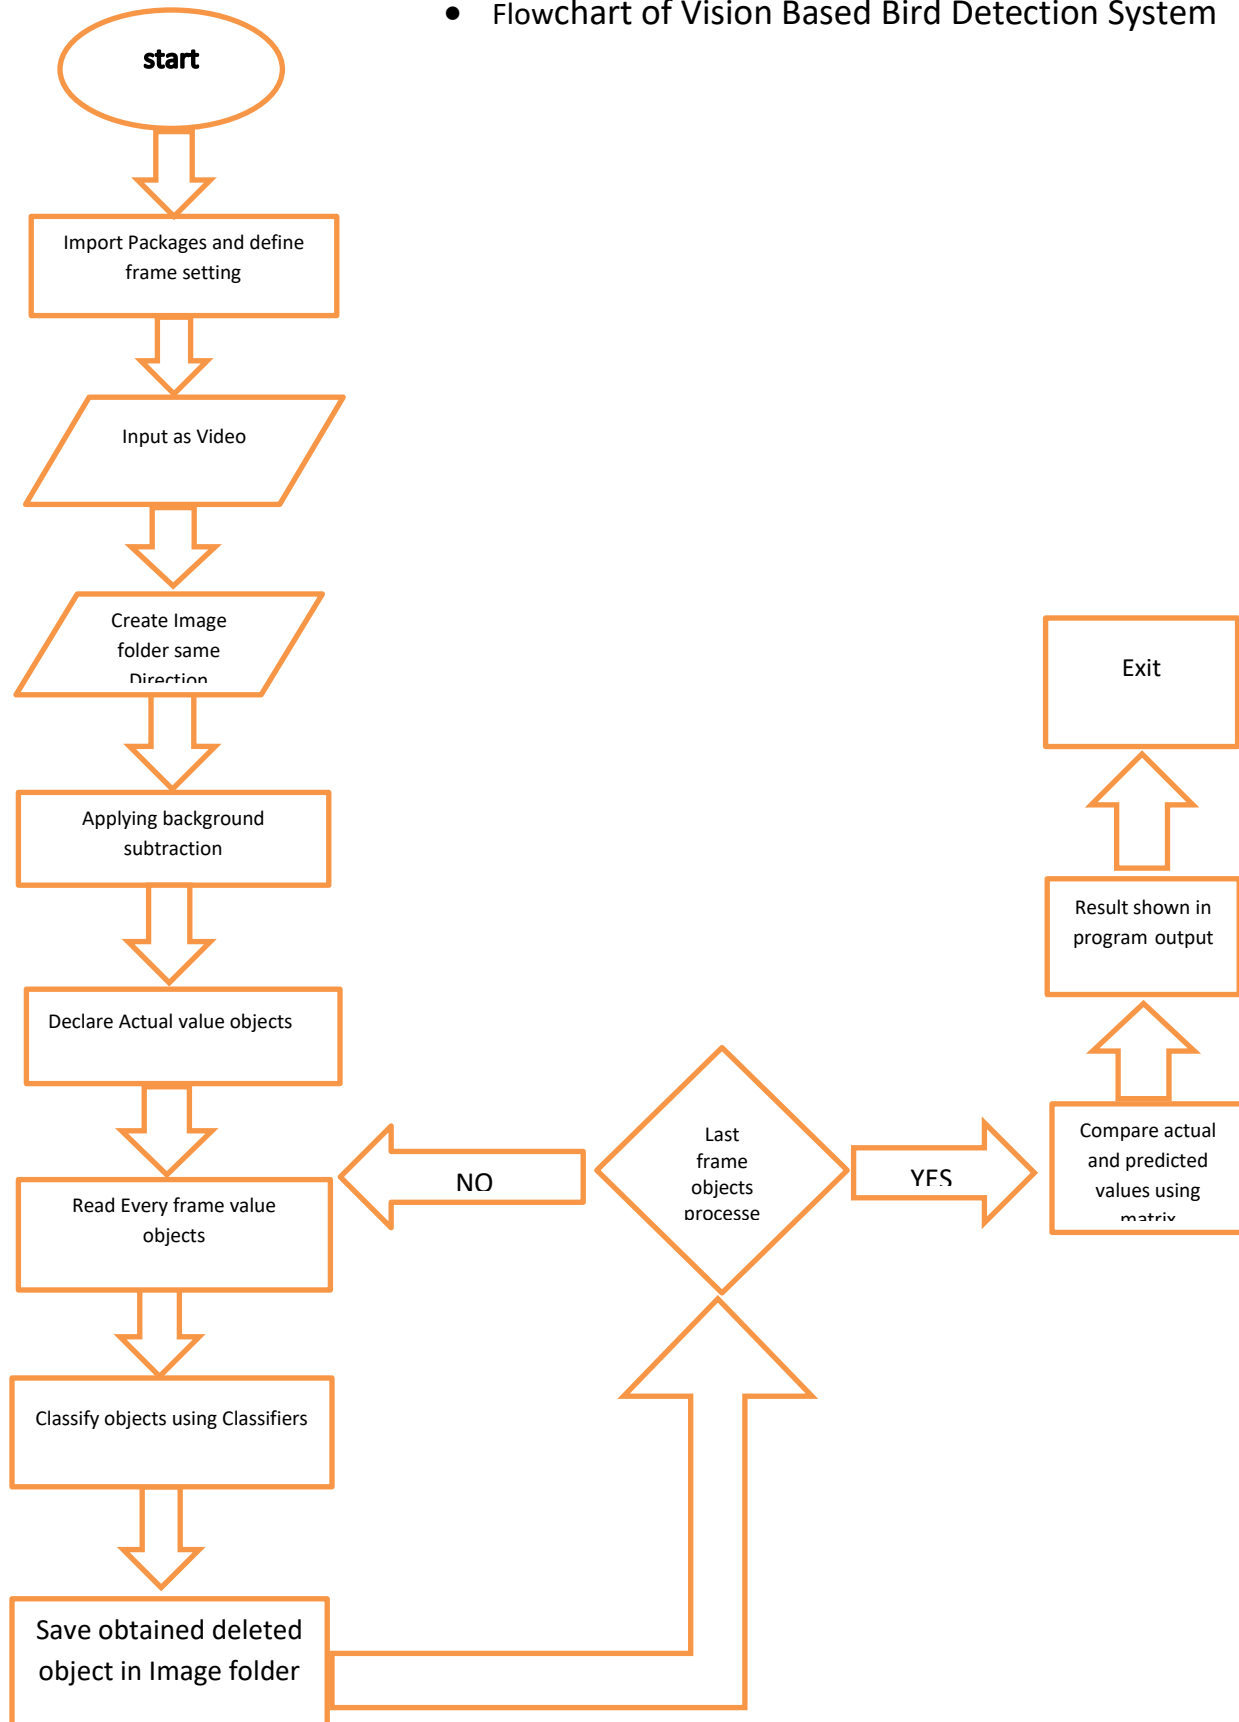 • Flowchart of Vision Based Bird Detection System
start
Import Packages and define
frame setting
Input as Video
Create Image
folder same
Direction
Applying background
subtraction
Declare Actual value objects
Read Every frame value
objects
Classify objects using Classifiers
Save obtained deleted
object in Image folder
Last
frame
objects
processe
NO
YES
Compare actual
and predicted
values using
matrix
Result shown in
program output
Exit